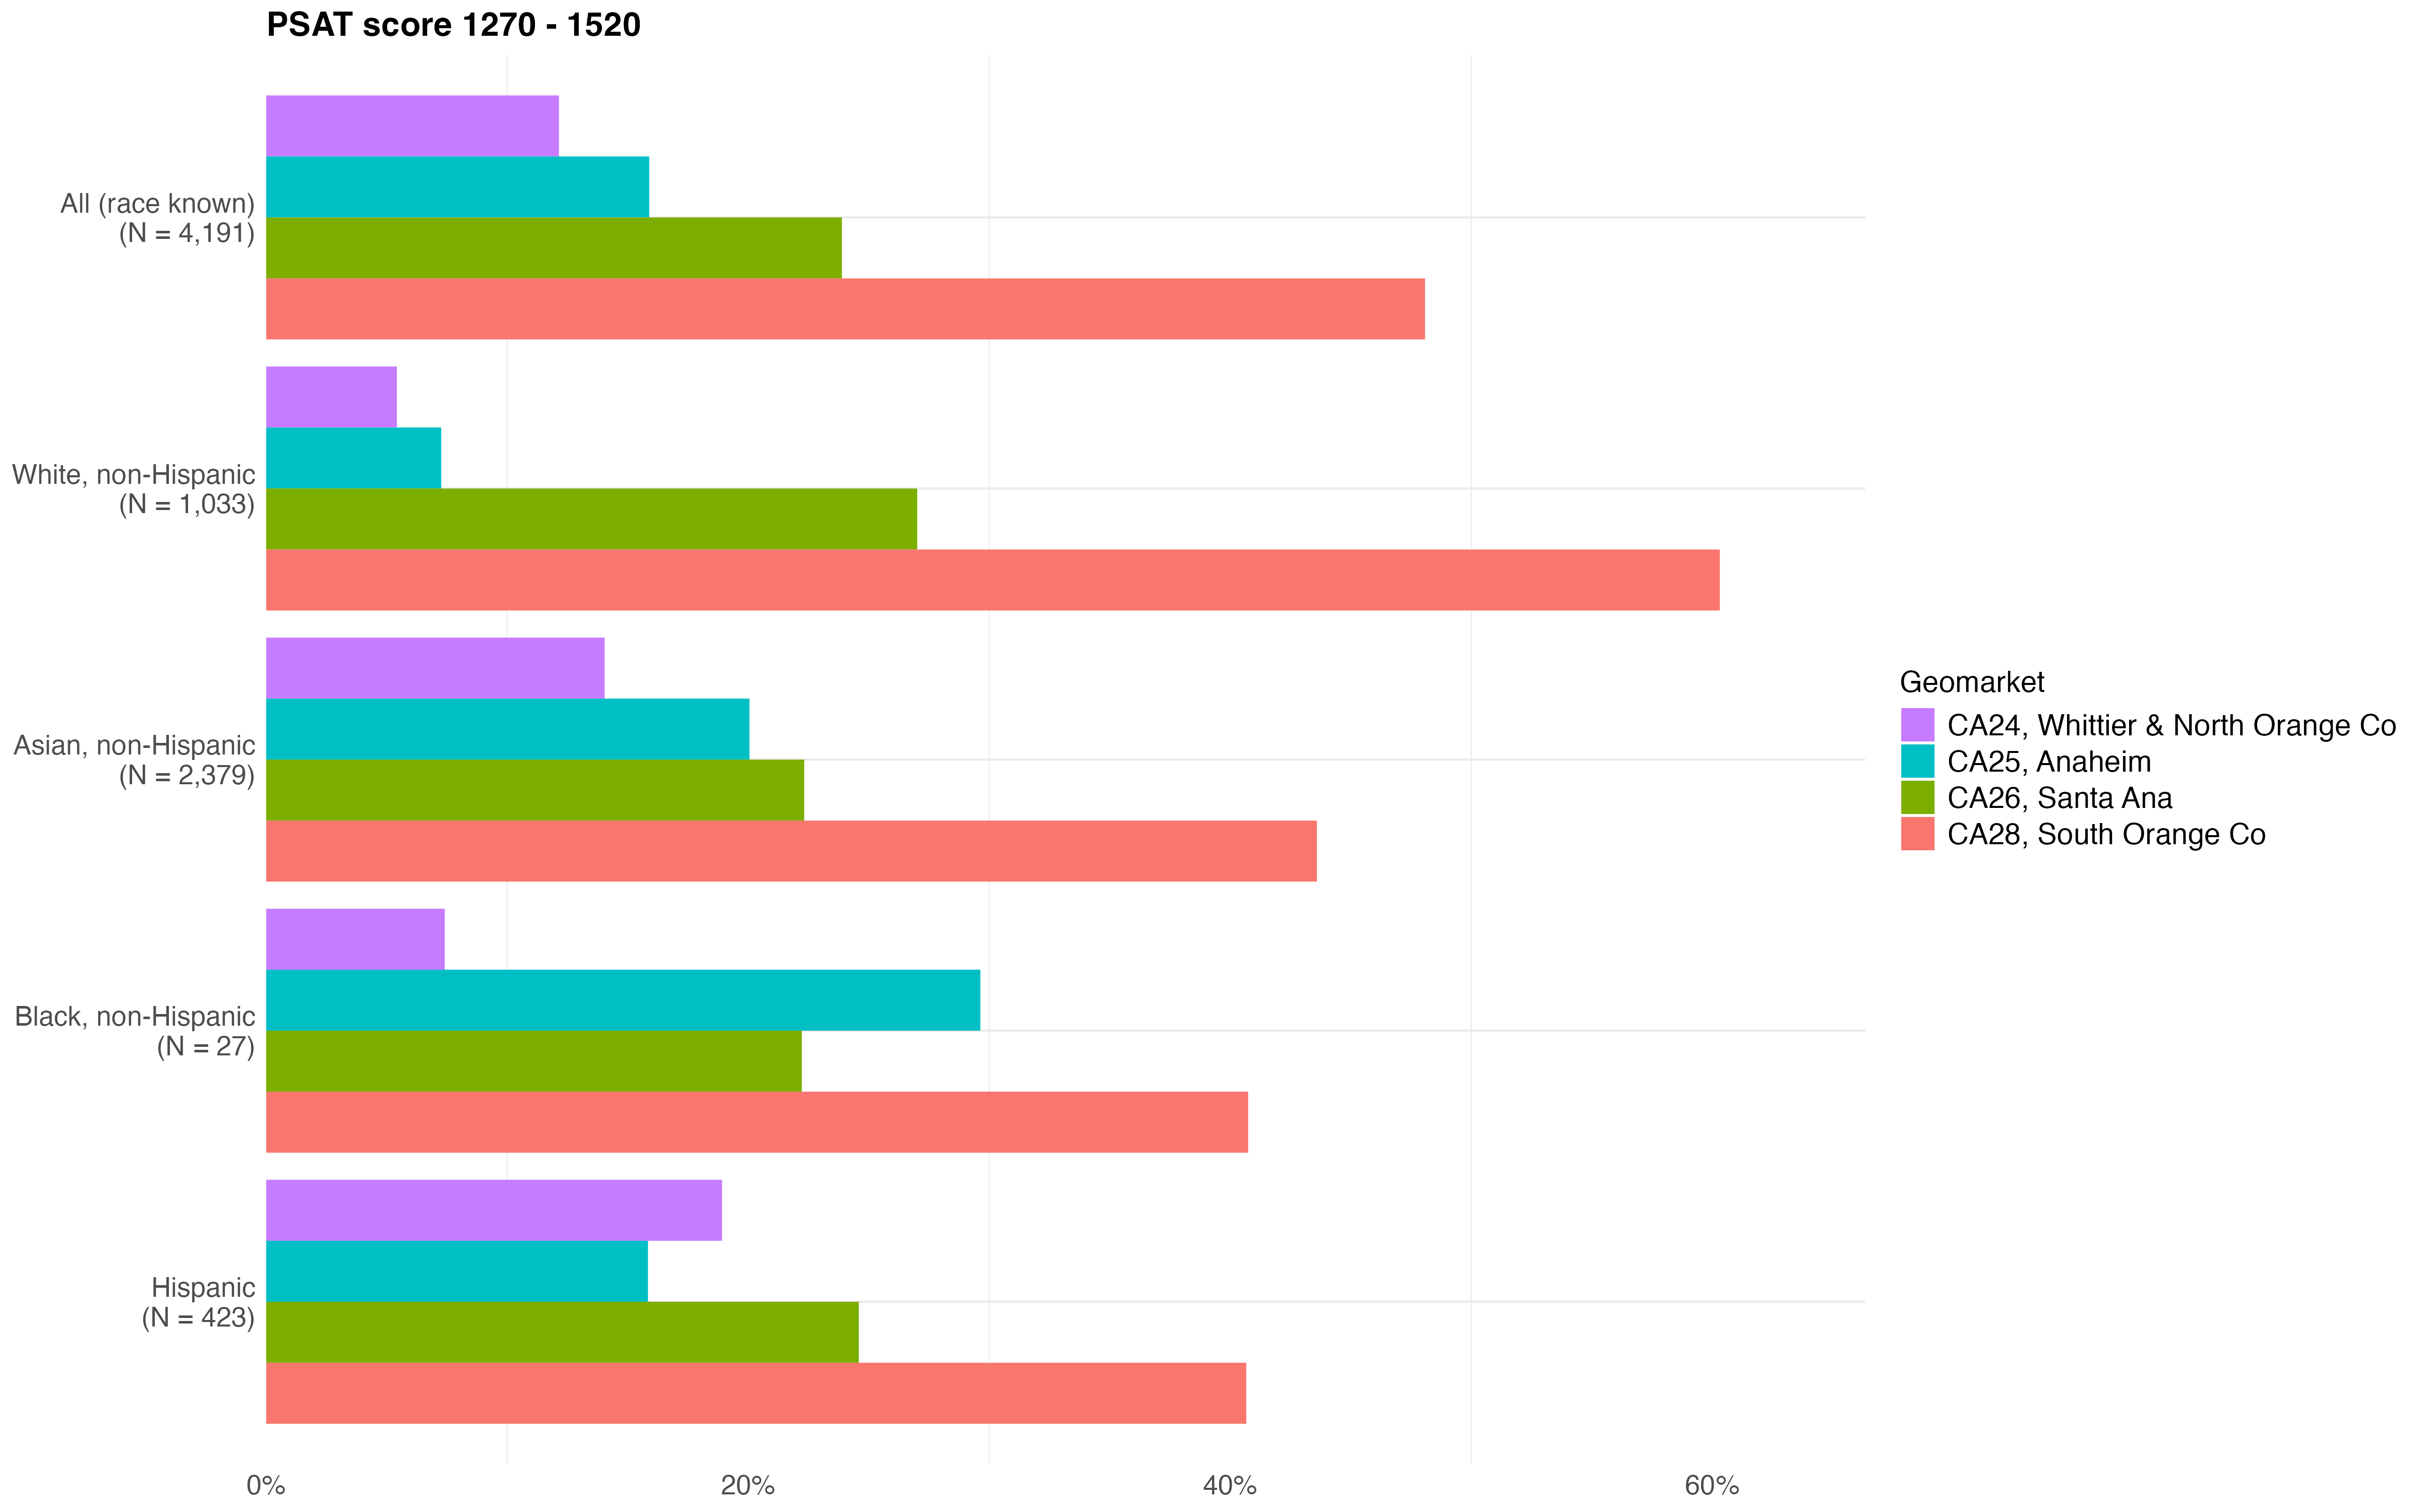 PSAT score 1270 - 1520
All (race known)
(N = 4,191)
White, non-Hispanic
(N = 1,033)
Asian, non-Hispanic
(N = 2,379)
Black, non-Hispanic
(N = 27)
Hispanic
(N = 423)
0%
20%
40%
60%
Geomarket
CA24, Whittier & North Orange Co
CA25, Anaheim
CA26, Santa Ana
CA28, South Orange Co